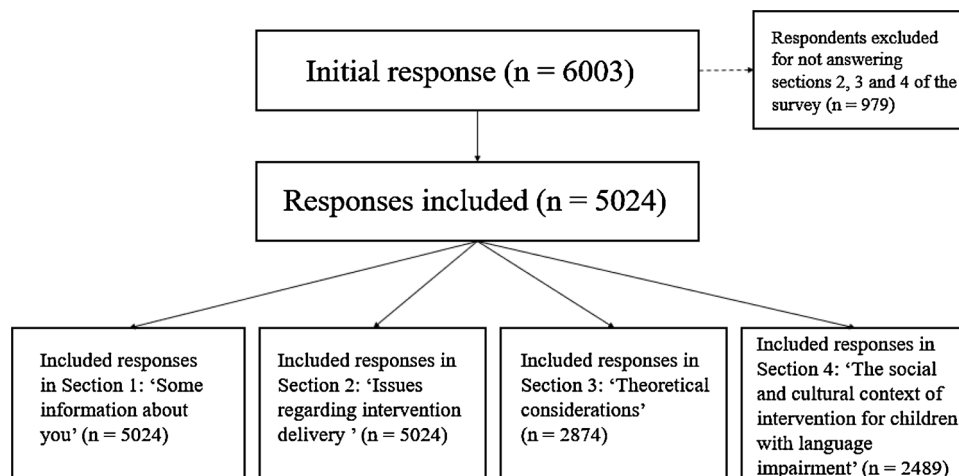 Initial response (n = 6003)
Respondents excluded
for not answering
sections 2, 3 and 4 of the
survey (n = 979)
Responses included (n = 5024)
Included responses
in Section 1: ‘Some
information about
you’ (n = 5024)
Included responses in
Section 2: ‘Issues
regarding intervention
delivery ’ (n = 5024)
Included responses in
Section 3: ‘Theoretical
considerations’
(n = 2874)
Included responses in
Section 4: ‘The social
and cultural context of
intervention for children
with language
impairment’ (n = 2489)